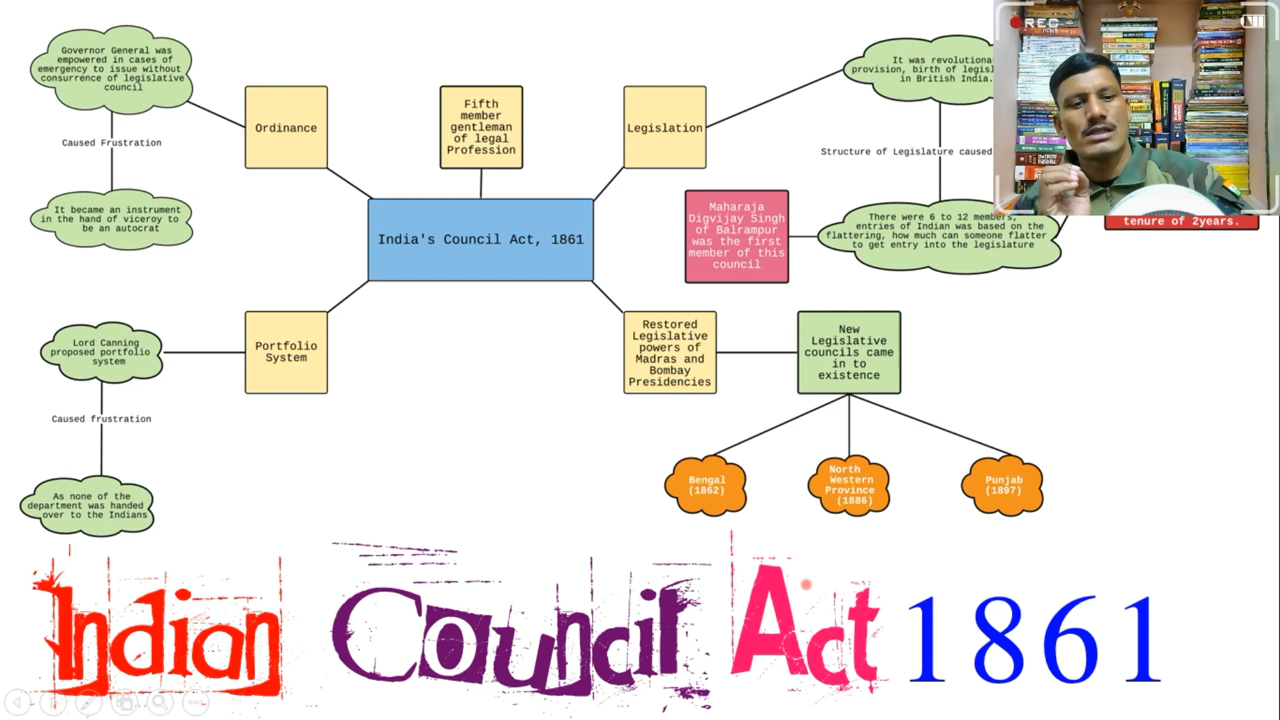 Governor General was
empowered in cases of
emergency to issue without
consurrence of legislative
council
Caused Frustration
It became an instrument
in the hand of viceroy to
be an autocrat
Ordinance
Fifth
member
gentleman
of legal
Profession
Legislation
It was revolutiona
provision, birth of legisl
in British India.
Structure of Legislature caused
There were 6 to 12 members,
entries of Indian was based on the
flattering, how much can someone flatter
to get entry into the legislature
tenure of 2years.
Maharaja
Digvijay Singh
of Balrampur
was the first
member of this
council
India's Council Act, 1861
Lord Canning
proposed portfolio
system
Caused frustration
As none of the
department was handed
over to the Indians
Portfolio
System
Restored
Legislative
powers of
Madras and
Bombay
Presidencies
New
Legislative
councils came
in to
existence
Bengal
(1862)
North
Western
Province
(1886)
Punjab
(1897)
Indian Council Act 1861
REC